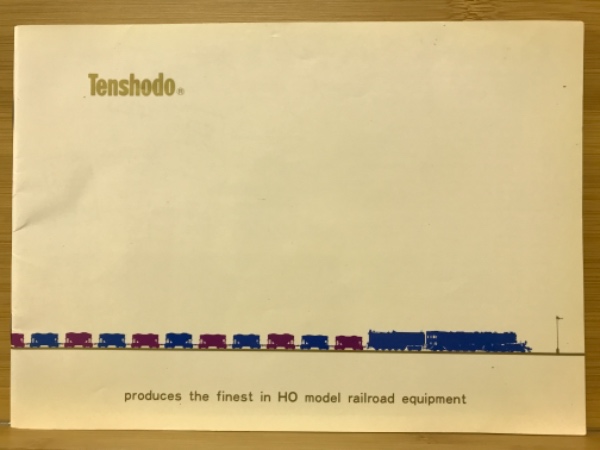 Tenshodo®
produces the finest in HO model railroad equipment